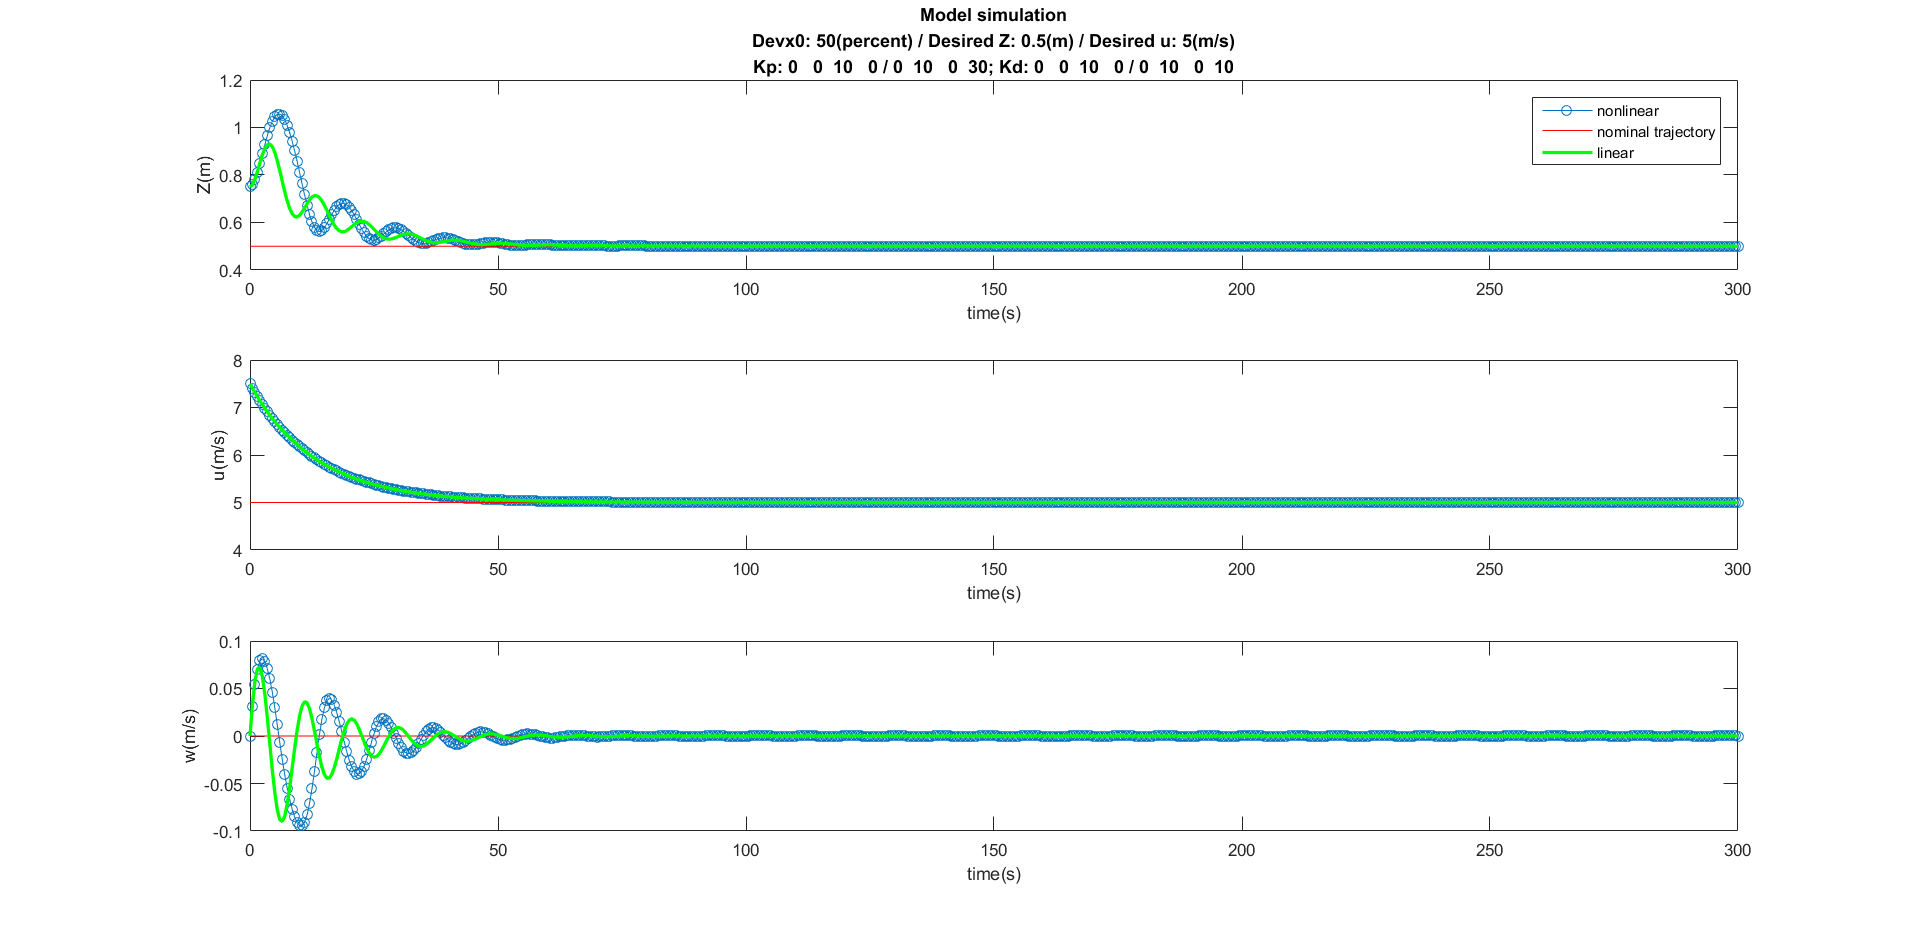 Model simulation
Devx0: 50(percent) / Desired Z: 0.5(m) / Desired u: 5(m/s)
Kp: 0 0 10 0 / 0 10 0 30; Kd: 0 0 10 0 / 0 10 0 10
1.2
1
0.8
0.6
0.4
Z(m)
nonlinear
nominal trajectory
linear
0 50 100 150 200 250 300
time(s)
8
7
6
5
4
u(m/s)
0 50 100 150 200 250 300
time(s)
0.1
0.05
0
-0.05
-0.1
w(m/s)
0 50 100 150 200 250 300
time(s)